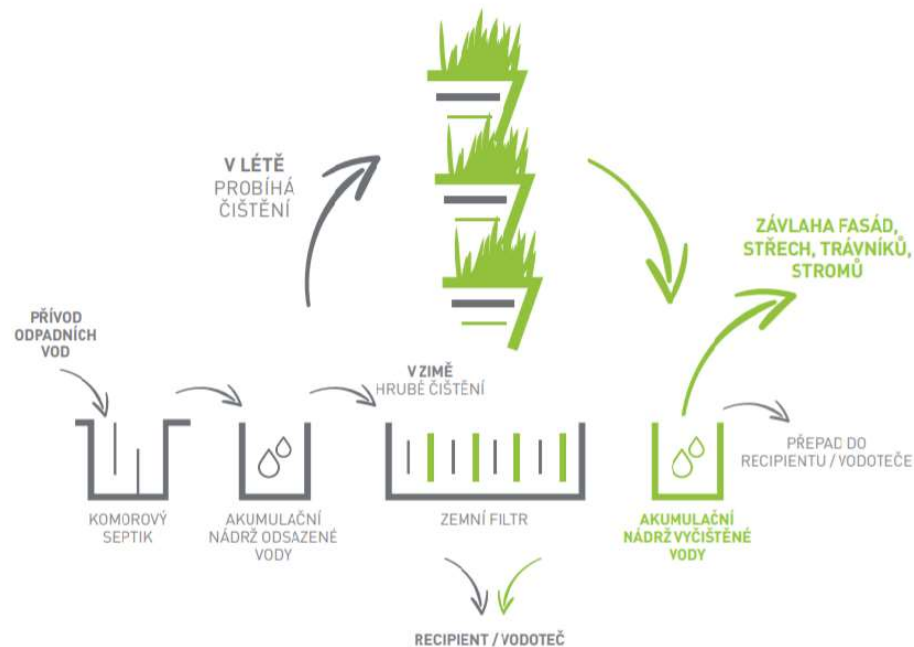 V LÉTĚ
PROBÍHÁ
ČIŠTĚNÍ
ZÁVLAHA FASÁD,
STŘECH, TRÁVNÍKŮ,
STROMŮ
PŘÍVOD
ODPADNÍCH
VOD
V ZIMĚ
HRUBÉ ČIŠTĚNÍ
PŘEPAD DO
RECIPIENTU / VODOTEČE
KOMOROVÝ
SEPTIK
AKUMULAČNÍ
NÁDRŽ ODSAZENÉ
VODY
ZEMNÍ FILTR
AKUMULAČNÍ
NÁDRŽ VYČIŠTĚNÉ
VODY
RECIPIENT / VODOTEČ